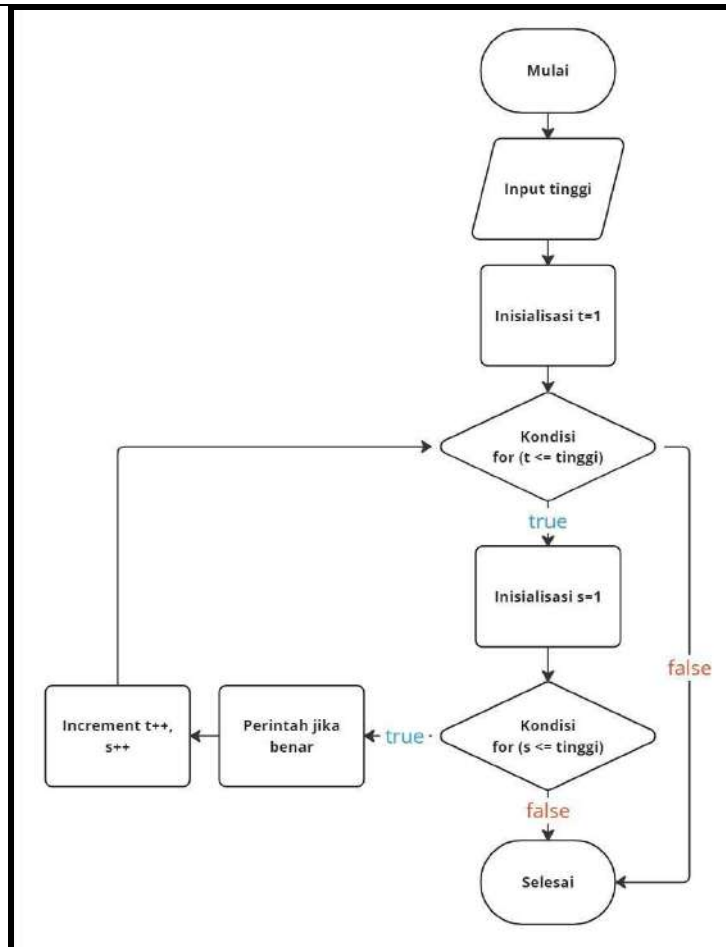 Mulai
Input tinggi
Inisialisasi t=1
Kondisi
for (t <= tinggi)
true
Inisialisasi s=1
false
Increment t++,
s++
Perintah jika
benar
true
Kondisi
for (s <= tinggi)
false
Selesai